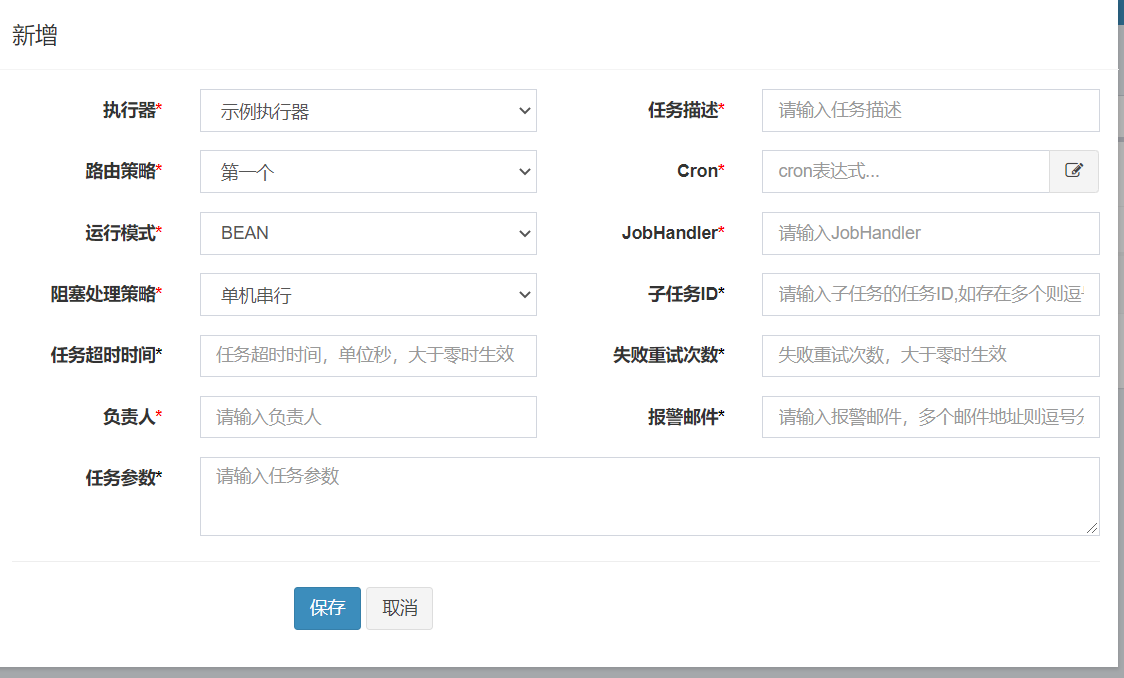 新增
执行器* 示例执行器 任务描述* 请输入任务描述
路由策略* 第一个 Cron* cron表达式...
运行模式* BEAN JobHandler* 请输入JobHandler
阻塞处理策略* 单机串行 子任务ID* 请输入子任务的任务ID,如存在多个则逗
任务超时时间* 任务超时时间，单位秒，大于零时生效 失败重试次数* 失败重试次数，大于零时生效
负责人* 请输入负责人 报警邮件* 请输入报警邮件，多个邮件地址则逗号分
任务参数* 请输入任务参数
保存 取消